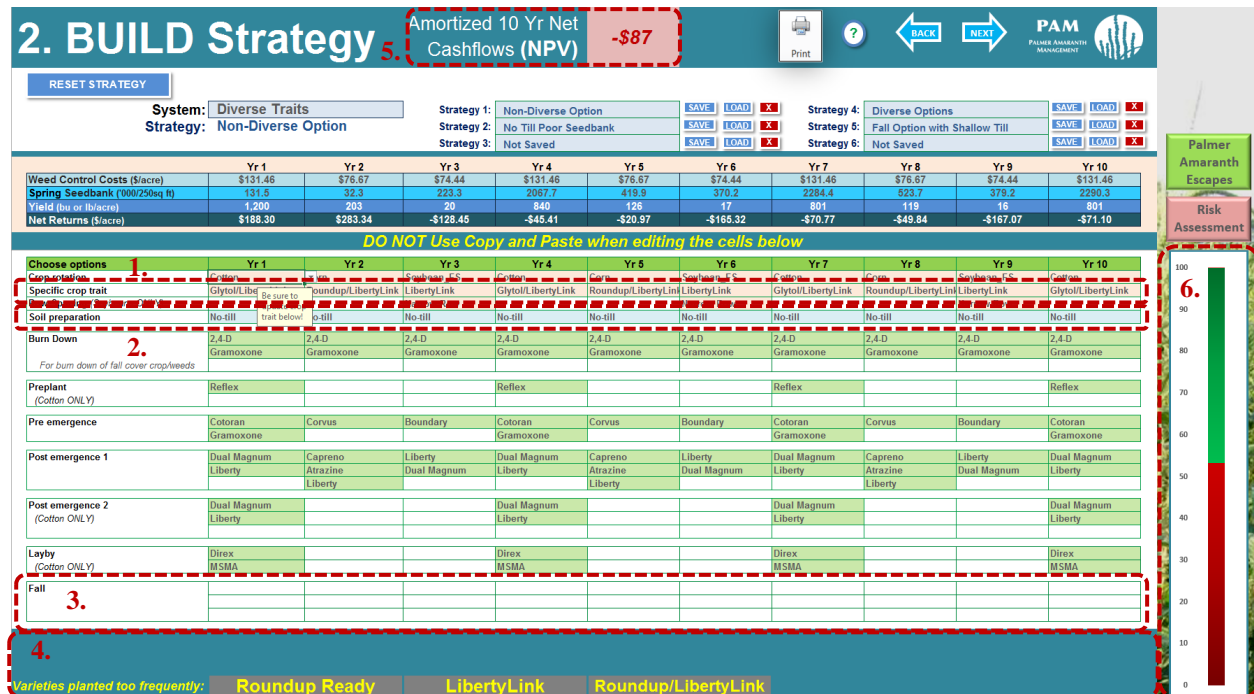 2. BUILD Strategy
5.
Amortized 10 Yr Net
Cashflows (NPV)
-$87
Print
?
BACK
NEXT
PAM
PALMER AMARANTH
MANAGEMENT
RESET STRATEGY
System: Diverse Traits
Strategy: Non-Diverse Option
Strategy 1: Non-Diverse Option SAVE LOAD X
Strategy 2: No Till Poor Seedbank SAVE LOAD X
Strategy 3: Not Saved SAVE LOAD X
Strategy 4: Diverse Options SAVE LOAD X
Strategy 5: Fall Option with Shallow Till SAVE LOAD X
Strategy 6: Not Saved SAVE LOAD X
Palmer
Amaranth
Escapes
Risk
Assessment
Yr 1 Yr 2 Yr 3 Yr 4 Yr 5 Yr 6 Yr 7 Yr 8 Yr 9 Yr 10
Weed Control Costs ($/acre) $131.46 $76.67 $74.44 $131.46 $76.67 $74.44 $131.46 $76.67 $74.44 $131.46
Spring Seedbank ('000/250sq ft) 131.5 32.3 223.3 2067.7 419.9 370.2 2284.4 523.7 379.2 2290.3
Yield (bu or lb/ac) 1,200 203 20 840 126 17 801 119 16 801
Net Returns ($/acre) $188.30 $283.34 -$128.45 -$45.41 -$20.97 -$165.32 -$70.77 -$49.84 -$167.07 -$71.10
DO NOT Use Copy and Paste when editing the cells below
Choose options Yr 1 Yr 2 Yr 3 Yr 4 Yr 5 Yr 6 Yr 7 Yr 8 Yr 9 Yr 10
1.
Crop rotation Cotton Soybean, FS Cotton Corn Soybean, FS Cotton Corn Soybean, FS Cotton
Specific crop trait Glytol/Libe oundup/LibertyLink LibertyLink Glytol/LibertyLink Roundup/LibertyLink LibertyLink Glytol/LibertyLink Roundup/LibertyLink LibertyLink Glytol/LibertyLink
Be sure to
trait below!
Soil preparation No-till o-till No-till No-till No-till No-till No-till No-till No-till No-till
Burn Down 2,4-D 2,4-D 2,4-D 2,4-D 2,4-D 2,4-D 2,4-D 2,4-D 2,4-D 2,4-D
2.
Gramoxone Gramoxone Gramoxone Gramoxone Gramoxone Gramoxone Gramoxone Gramoxone Gramoxone Gramoxone
For burn down of fall cover crop/weeds
Preplant Reflex Reflex Reflex Reflex
(Cotton ONLY)
Pre emergence Cotoran Corvus Boundary Cotoran Corvus Boundary Cotoran Corvus Boundary Cotoran
Gramoxone Gramoxone Gramoxone Gramoxone
Post emergence 1 Dual Magnum Capreno Liberty Dual Magnum Capreno Liberty Dual Magnum Capreno Liberty Dual Magnum
Liberty Atrazine Dual Magnum Liberty Atrazine Dual Magnum Liberty Atrazine Dual Magnum Liberty
Liberty Liberty Liberty
Post emergence 2 Dual Magnum Dual Magnum Dual Magnum Dual Magnum
(Cotton ONLY) Liberty Liberty Liberty Liberty
Layby Direx Direx Direx Direx
(Cotton ONLY) MSMA MSMA MSMA MSMA
Fall
3.
4.
Varieties planted too frequently: Roundup Ready LibertyLink Roundup/LibertyLink
6.
100
90
80
70
60
50
40
30
20
10
0